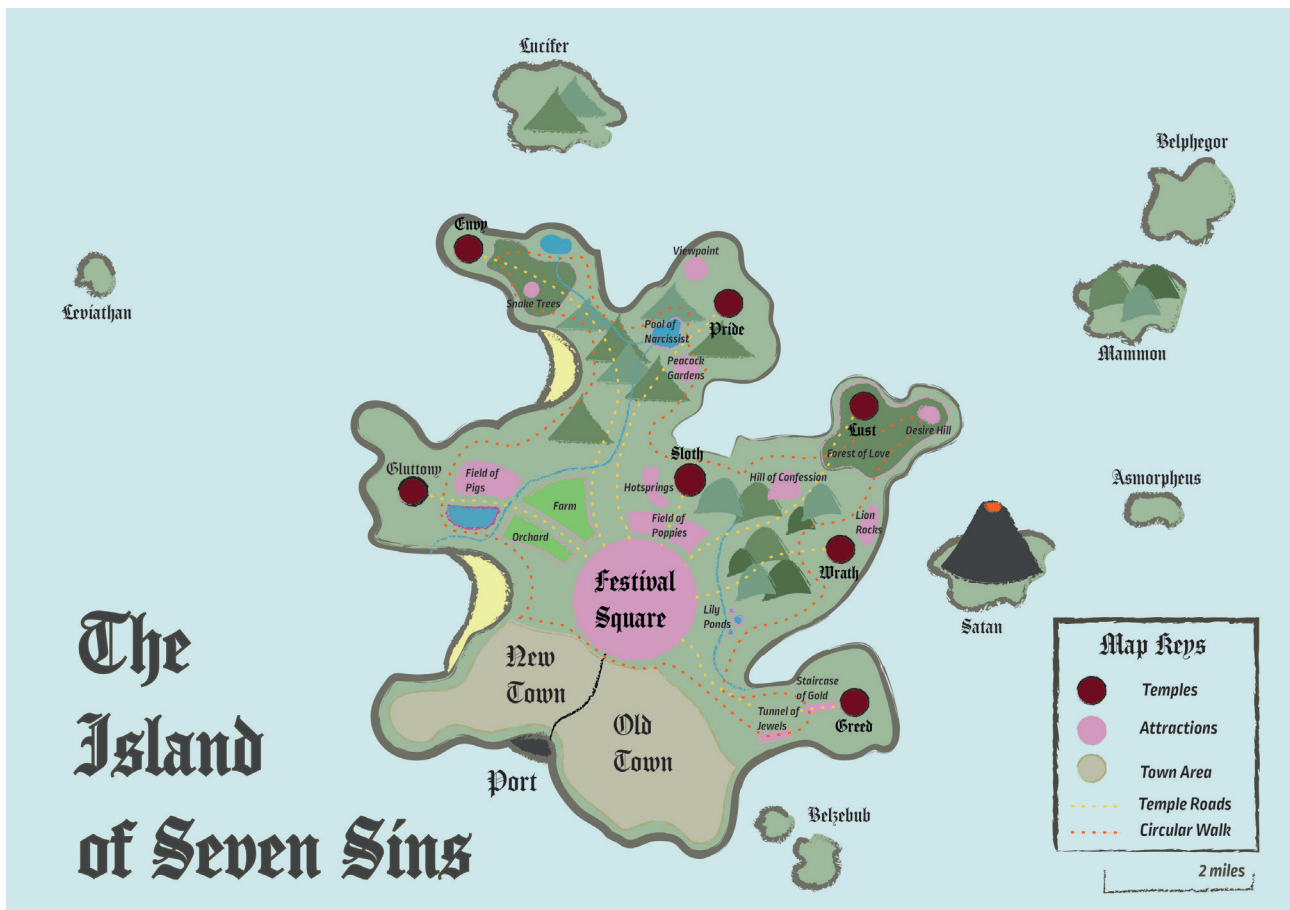 Lucifer
Belphegor
Envy
Viewpoint
Leviathan
Snake Trees
Pool of
Narcissist
Pride
Mammon
Peacock
Gardens
Lust
Desire Hill
Forest of Love
Sloth
Gluttony
Field of
Pigs
Hotsprings
Hill of Confession
Asmorpheus
Farm
Orchard
Field of
Poppies
Lion
Rocks
Wrath
Festival
Square
Lily
Ponds
Satan
The
Island
of Seven Sins
New
Town
Old
Town
Port
Staircase
of Gold
Tunnel of
Jewels
Greed
Belzebub
Map Keys
Temples
Attractions
Town Area
Temple Roads
Circular Walk
2 miles